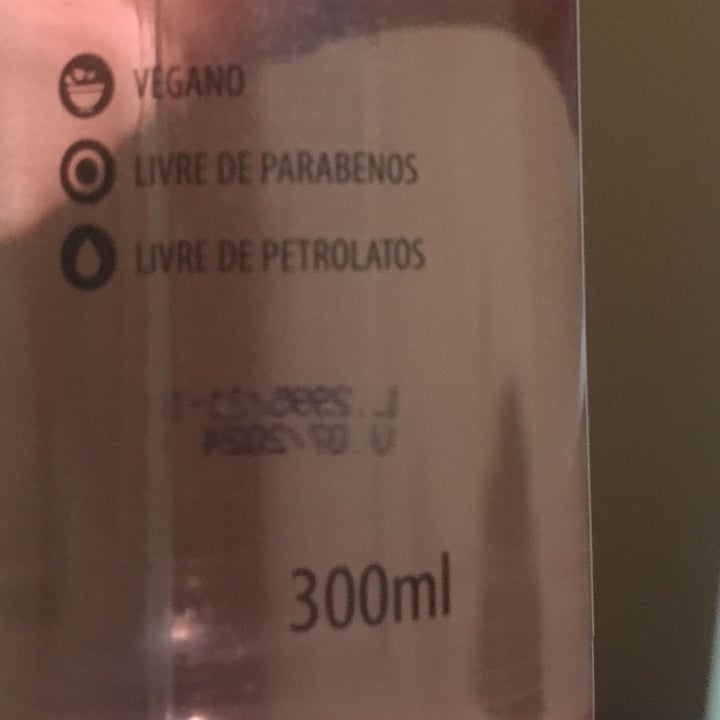 VEGANO
LIVRE DE PARABENOS
LIVRE DE PETROLATOS
300ml